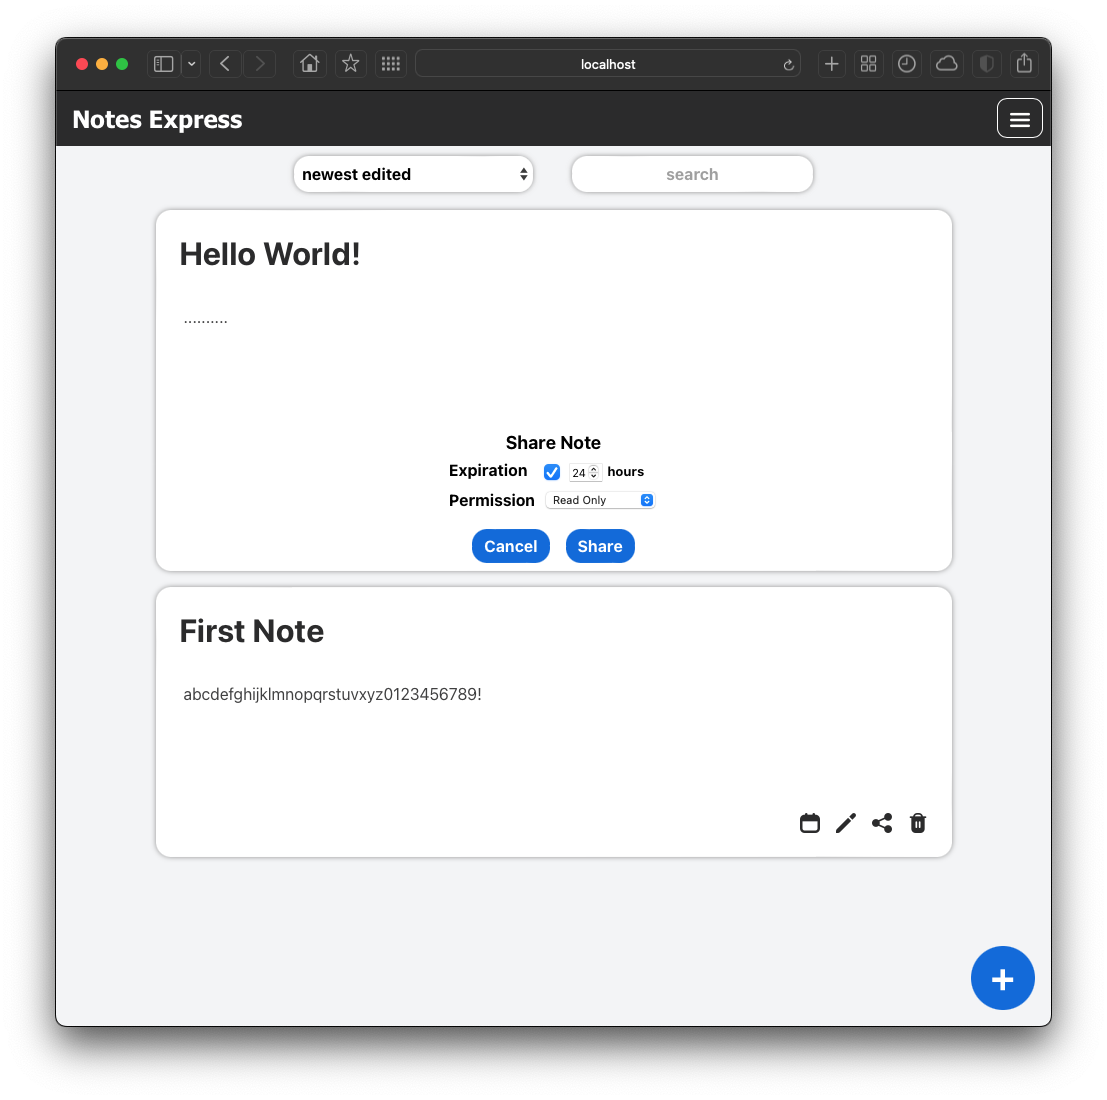 localhost
Notes Express
newest edited
search
Hello World!
..........
Share Note
Expiration 24 hours
Permission Read Only
Cancel Share
First Note
abcdefghijklmnopqrstuvxyz0123456789!